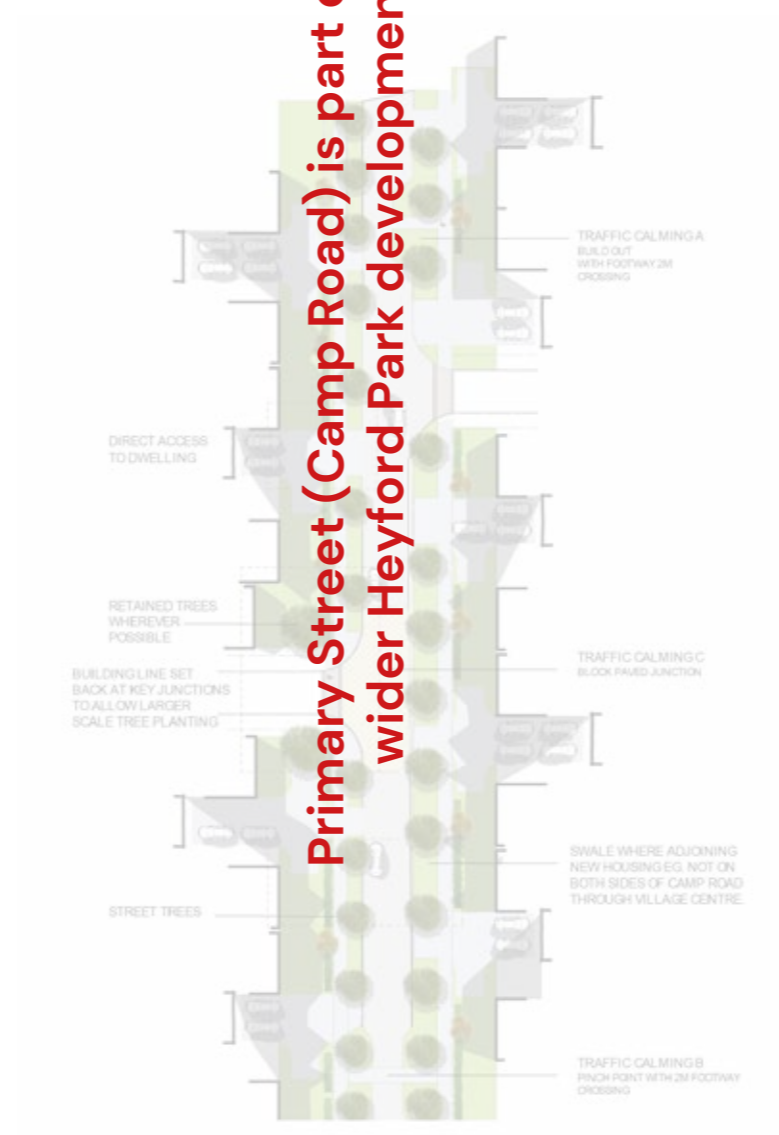 Primary Street (Camp Road) is part
wider Heyford Park
TRAFFIC CALMING A
BUILD OUT
WITH FOOTWAY 2M
CROSSING
DIRECT ACCESS
TO DWELLING
RETAINED TREES
WHEREVER
POSSIBLE
BUILDING LINE SET
BACK AT KEY JUNCTIONS
TO ALLOW LARGER
SCALE TREE PLANTING
TRAFFIC CALMING C
BLOCK PAVED JUNCTION
SWALE WHERE ADJOINING
NEW HOUSING EG. NOT ON
BOTH SIDES OF CAMP ROAD
THROUGH VILLAGE CENTRE.
STREET TREES
TRAFFIC CALMING B
PINCH POINT WITH 2M FOOTWAY
CROSSING